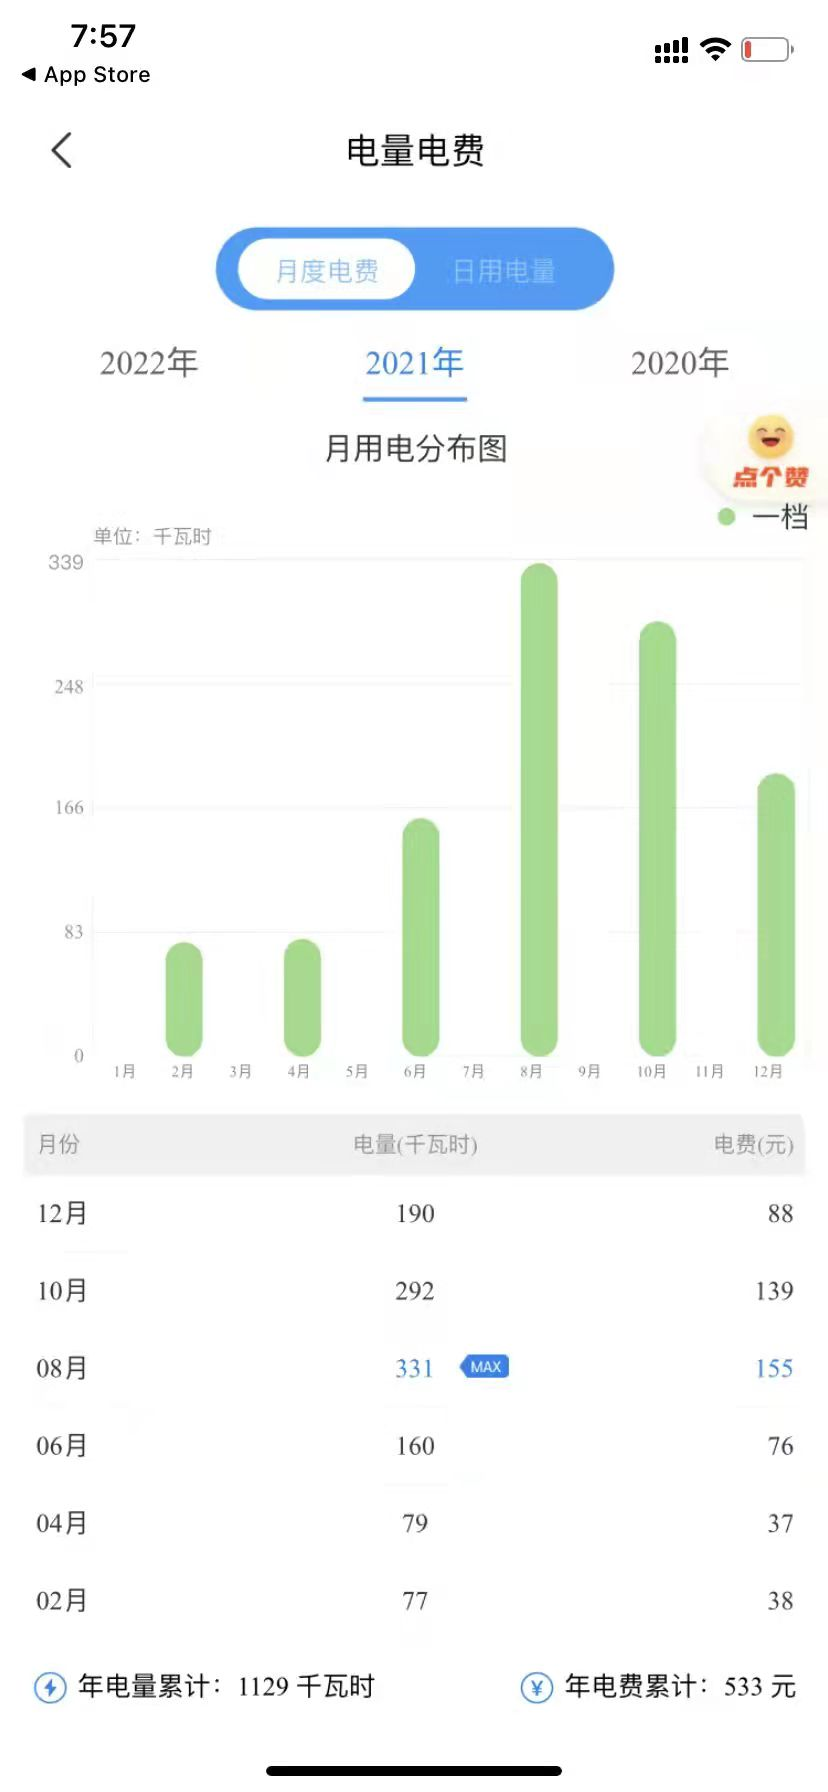 7:57
◀ App Store
电量电费
月度电费 日用电量
2022年 2021年 2020年
月用电分布图
点个赞
一档
单位：千瓦时
339
248
166
83
0
1月 2月 3月 4月 5月 6月 7月 8月 9月 10月 11月 12月
月份 电量(千瓦时) 电费(元)
12月 190 88
10月 292 139
08月 331 MAX 155
06月 160 76
04月 79 37
02月 77 38
年电量累计：1129 千瓦时 ¥ 年电费累计：533 元